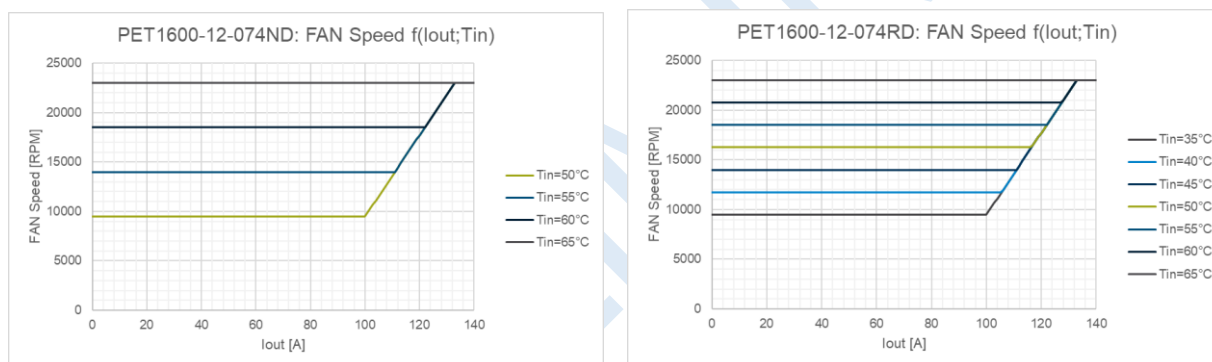 PET1600-12-074ND: FAN Speed f(Iout;Tin)
25000
20000
15000
10000
5000
0
FAN Speed [RPM]
0 20 40 60 80 100 120 140
Iout [A]
Tin=50°C
Tin=55°C
Tin=60°C
Tin=65°C
PET1600-12-074RD: FAN Speed f(Iout;Tin)
25000
20000
15000
10000
5000
0
FAN Speed [RPM]
0 20 40 60 80 100 120 140
Iout [A]
Tin=35°C
Tin=40°C
Tin=45°C
Tin=50°C
Tin=55°C
Tin=60°C
Tin=65°C